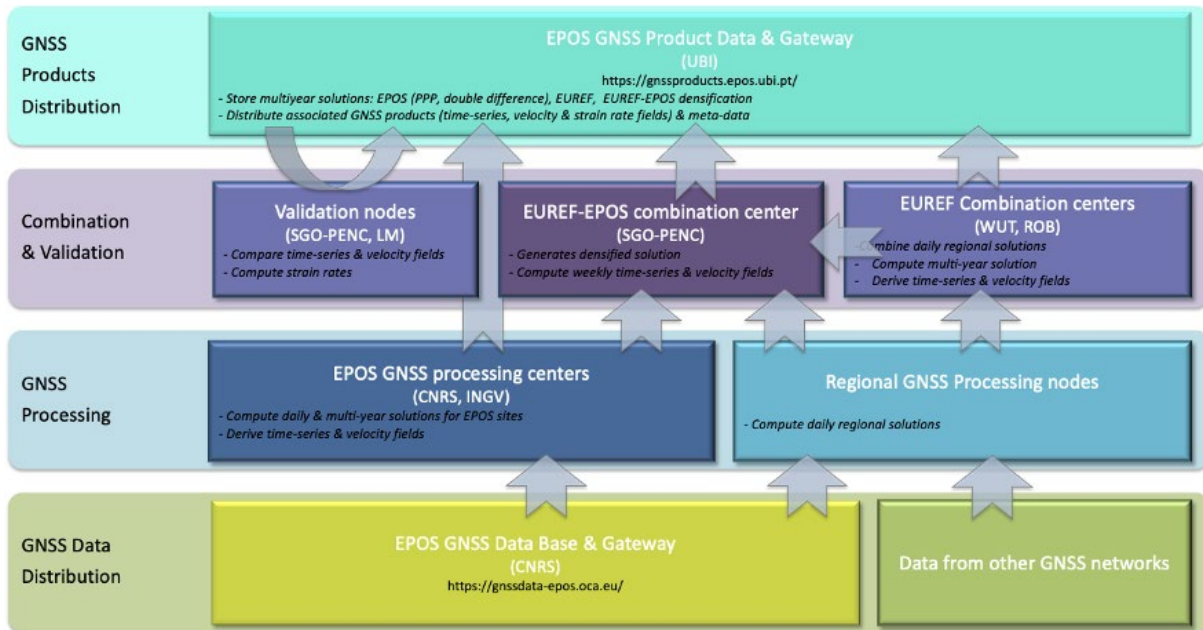 GNSS
Products
Distribution
EPOS GNSS Product Data & Gateway
(UBI)
https://gnssproducts.epos.ubi.pt/
- Store multiyear solutions: EPOS (PPP, double difference), EUREF, EUREF-EPOS densification
- Distribute associated GNSS products (time-series, velocity & strain rate fields) & meta-data
Combination
& Validation
Validation nodes
(SGO-PENC, LM)
- Compare time-series & velocity fields
- Compute strain rates
EUREF-EPOS combination center
(SGO-PENC)
- Generates densified solution
- Compute weekly time-series & velocity fields
EUREF Combination centers
(WUT, ROB)
- Combine daily regional solutions
- Compute multi-year solution
- Derive time-series & velocity fields
GNSS
Processing
EPOS GNSS processing centers
(CNRS, INGV)
- Compute daily & multi-year solutions for EPOS sites
- Derive time-series & velocity fields
Regional GNSS Processing nodes
- Compute daily regional solutions
GNSS Data
Distribution
EPOS GNSS Data Base & Gateway
(CNRS)
https://gnssdata-epos.oca.eu/
Data from other GNSS networks